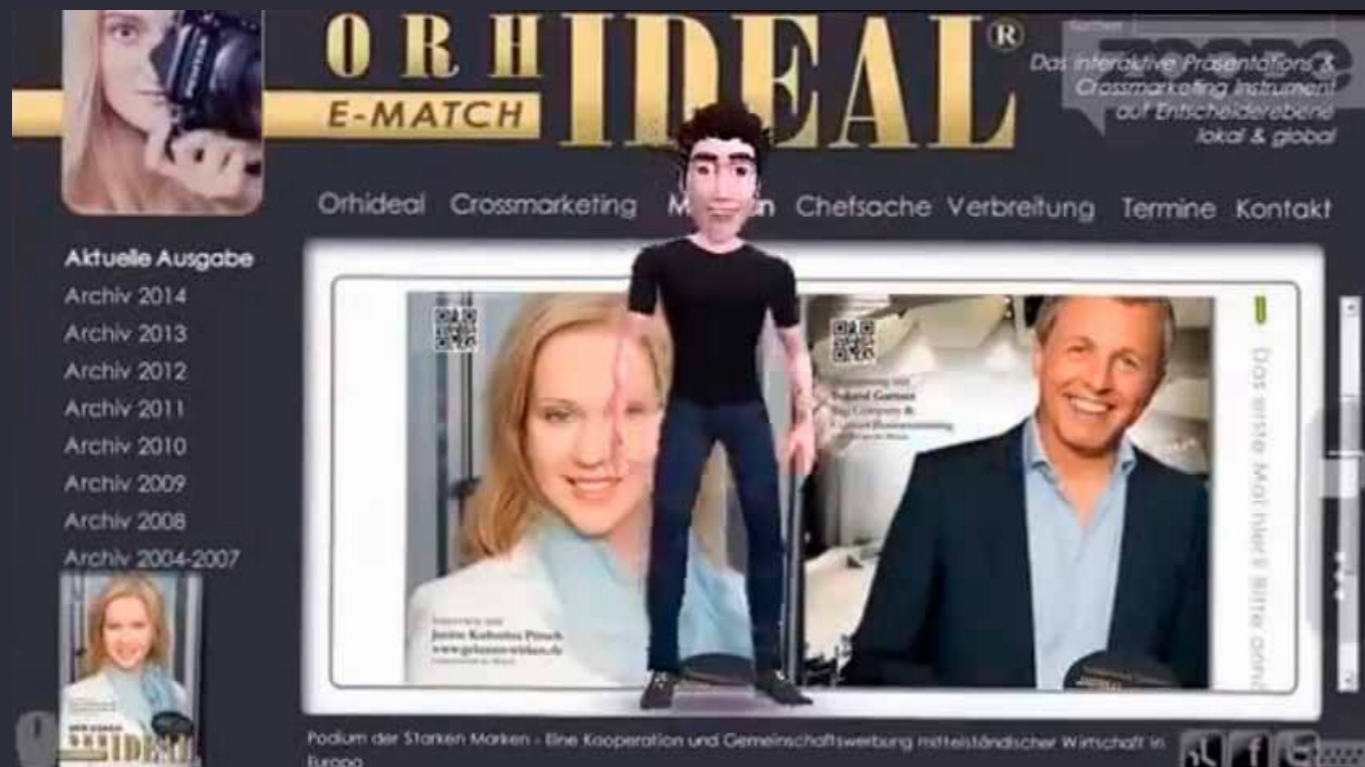 ORHIDEAL®
E-MATCH
Das interaktive Präsentations &
Crossmarketing Instrument
auf Entscheiderebene
lokal & global
Orhideal Crossmarketing Chefsache Verbreitung Termine Kontakt
Aktuelle Ausgabe
Archiv 2014
Archiv 2013
Archiv 2012
Archiv 2011
Archiv 2010
Archiv 2009
Archiv 2008
Archiv 2004-2007
Das erste Mal hier? Bitte
ORHIDEAL
Podium der Starken Marken - Eine Kooperation und Gemeinschaftswerbung mittelständischer Wirtschaft in
Europa